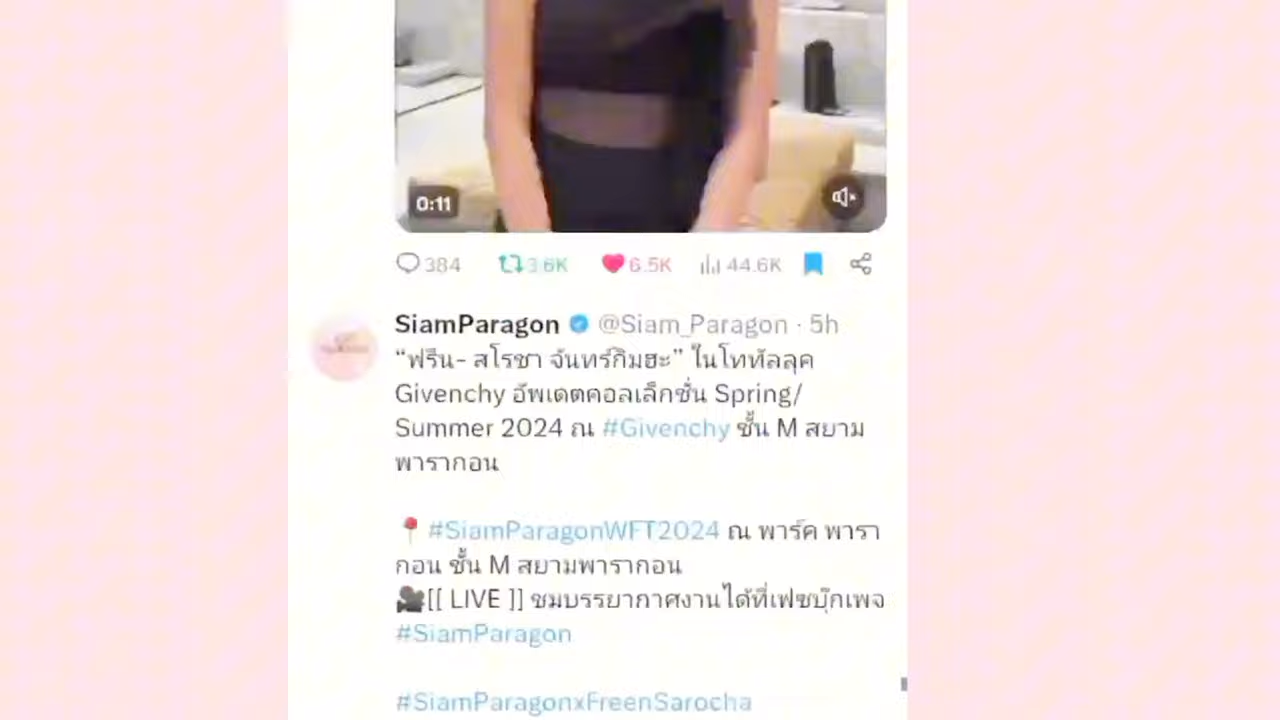 0:11
384 3.6K 6.5K 44.6K
SiamParagon @Siam_Paragon · 5h
“ฟรีน- สโรชา จันทร์กิมฮะ” ในโททัลลุค
Givenchy อัพเดตคอลเล็กชั่น Spring/
Summer 2024 ณ #Givenchy ชั้น M สยาม
พารากอน
📍#SiamParagonWFT2024 ณ พาร์ค พารา
กอน ชั้น M สยามพารากอน
🎥[[ LIVE ]] ชมบรรยากาศงานได้ที่เฟซบุ๊กเพจ
#SiamParagon
#SiamParagonxFreenSarocha